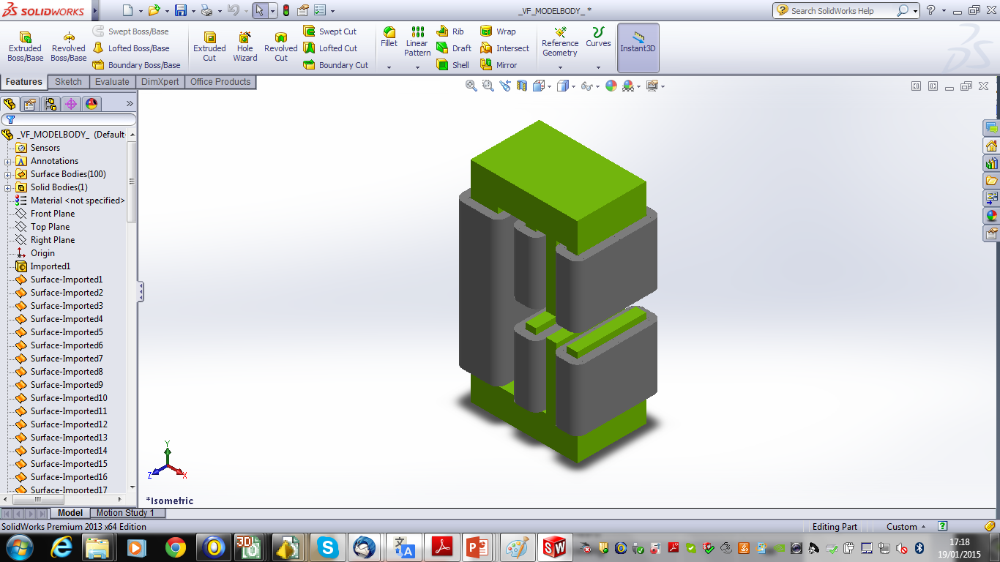 SOLIDWORKS
_VF_MODELBODY_ *
Search SolidWorks Help
Extruded Boss/Base
Revolved Boss/Base
Swept Boss/Base
Lofted Boss/Base
Boundary Boss/Base
Extruded Cut
Hole Wizard
Revolved Cut
Swept Cut
Lofted Cut
Boundary Cut
Fillet
Linear Pattern
Rib
Draft
Shell
Wrap
Intersect
Mirror
Reference Geometry
Curves
Instant3D
Features
Sketch
Evaluate
DimXpert
Office Products
_VF_MODELBODY_ (Default
Sensors
Annotations
Surface Bodies(100)
Solid Bodies(1)
Material <not specified>
Front Plane
Top Plane
Right Plane
Origin
Imported1
Surface-Imported1
Surface-Imported2
Surface-Imported3
Surface-Imported4
Surface-Imported5
Surface-Imported6
Surface-Imported7
Surface-Imported8
Surface-Imported9
Surface-Imported10
Surface-Imported11
Surface-Imported12
Surface-Imported13
Surface-Imported14
Surface-Imported15
Surface-Imported16
Surface-Imported17
Y
Z
X
*Isometric
Model
Motion Study 1
SolidWorks Premium 2013 x64 Edition
Editing Part
Custom
3D
SW
17:18
19/01/2015